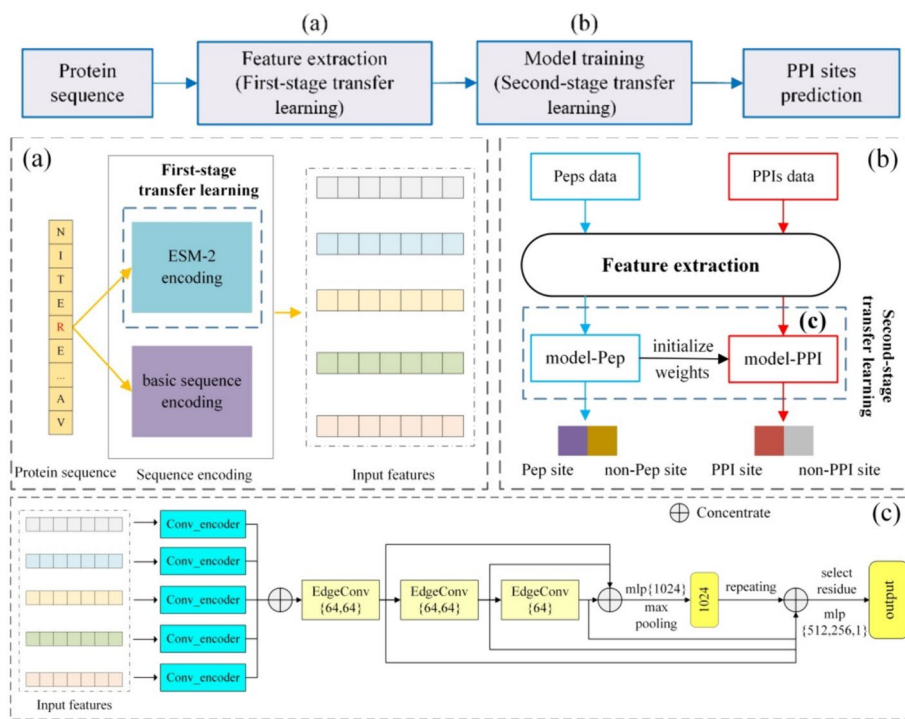 (a)
(b)
Protein
sequence
Feature extraction
(First-stage transfer
learning)
Model training
(Second-stage transfer
learning)
PPI sites
prediction
(a)
First-stage
transfer learning
N
I
T
E
R
E
...
A
V
ESM-2
encoding
basic sequence
encoding
Protein sequence
Sequence encoding
Input features
(b)
Peps data
PPIs data
Feature extraction
(c)
model-Pep
initialize
weights
model-PPI
Second-stage
transfer learning
Pep site
non-Pep site
PPI site
non-PPI site
(c)
Concentrate
Conv_encoder
Conv_encoder
Conv_encoder
Conv_encoder
Conv_encoder
Input features
EdgeConv
{64,64}
EdgeConv
{64,64}
EdgeConv
{64}
mlp{1024}
max
pooling
1024
repeating
select
residue
mlp
{512,256,1}
output